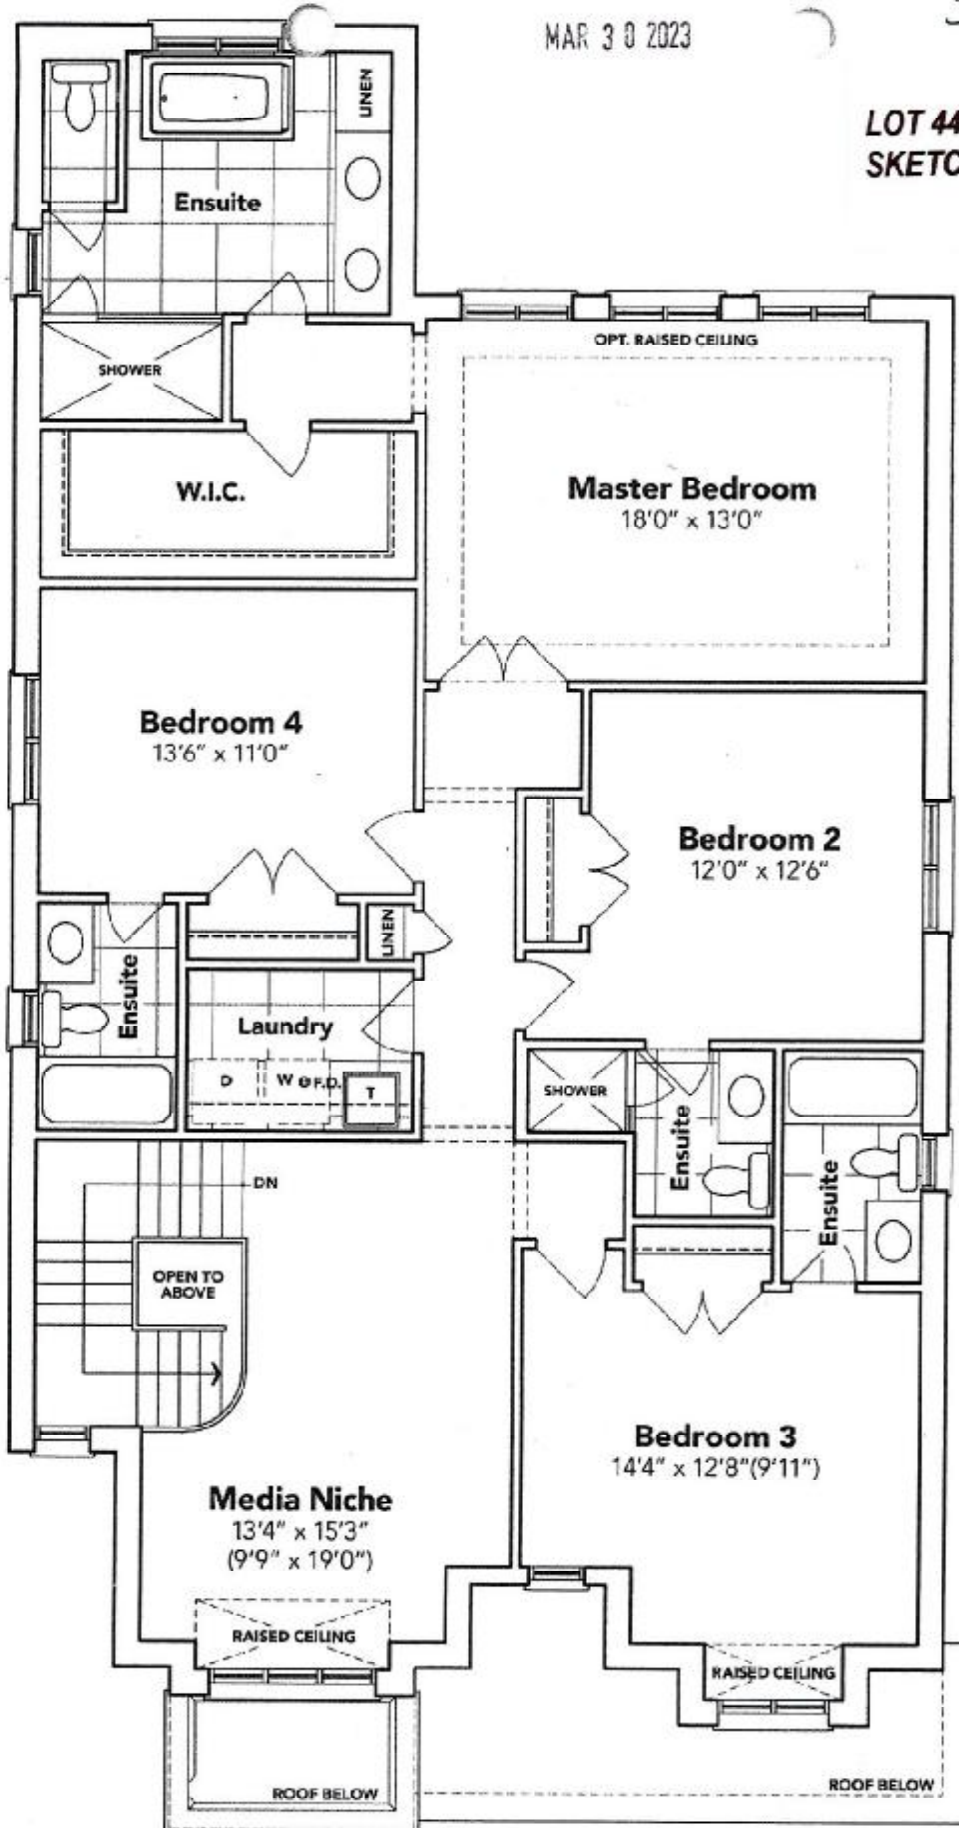 MAR 30 2023
LOT 44
SKETC
LINEN
Ensuite
OPT. RAISED CEILING
SHOWER
W.I.C.
Master Bedroom
18'0" x 13'0"
Bedroom 4
13'6" x 11'0"
Bedroom 2
12'0" x 12'6"
LINEN
Ensuite
Laundry
D
W
F.D.
T
SHOWER
Ensuite
Ensuite
DN
OPEN TO
ABOVE
Bedroom 3
14'4" x 12'8"(9'11")
Media Niche
13'4" x 15'3"
(9'9" x 19'0")
RAISED CEILING
RAISED CEILING
ROOF BELOW
ROOF BELOW